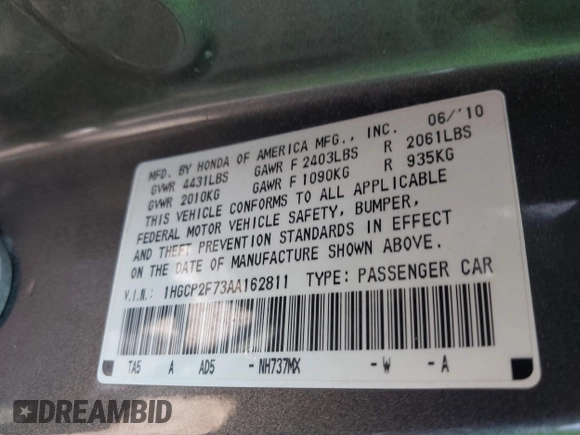 MFD. BY HONDA OF AMERICA MFG., INC. 06/'10
GVWR 4431LBS GAWR F 2403LBS R 2061LBS
GVWR 2010KG GAWR F 1090KG R 935KG
THIS VEHICLE CONFORMS TO ALL APPLICABLE
FEDERAL MOTOR VEHICLE SAFETY, BUMPER,
AND THEFT PREVENTION STANDARDS IN EFFECT
ON THE DATE OF MANUFACTURE SHOWN ABOVE.
V.I.N.: 1HGCP2F73AA162811 TYPE: PASSENGER CAR
TA5 A AD5 -NH737MX -W -A
DREAMBID